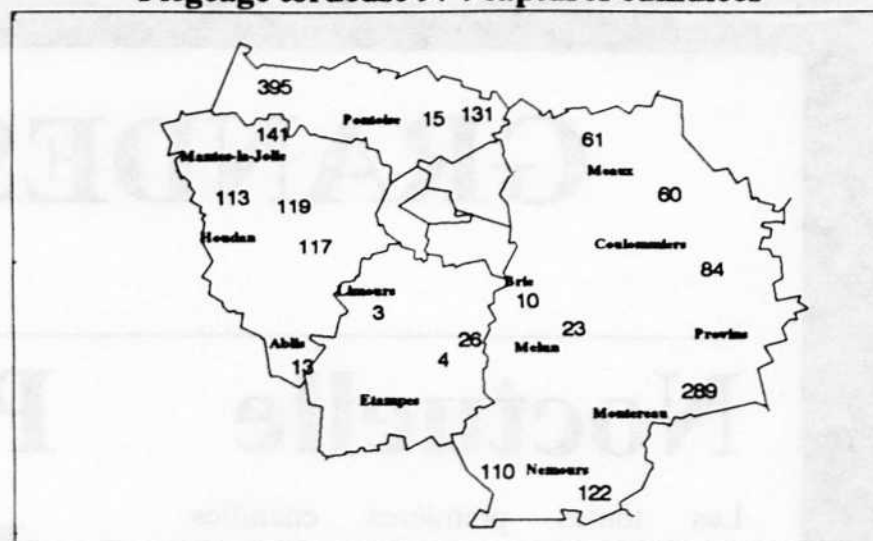 395
Pontoise 15 131
141
Mantes-la-Jolie
61
Meaux
113 119
60
Houdan 117
Coulommiers
84
Limours
3
Brie
10
23
Melun
Provins
Ablis
13
26
4
Etampes
289
Montereau
110 Nemours
122